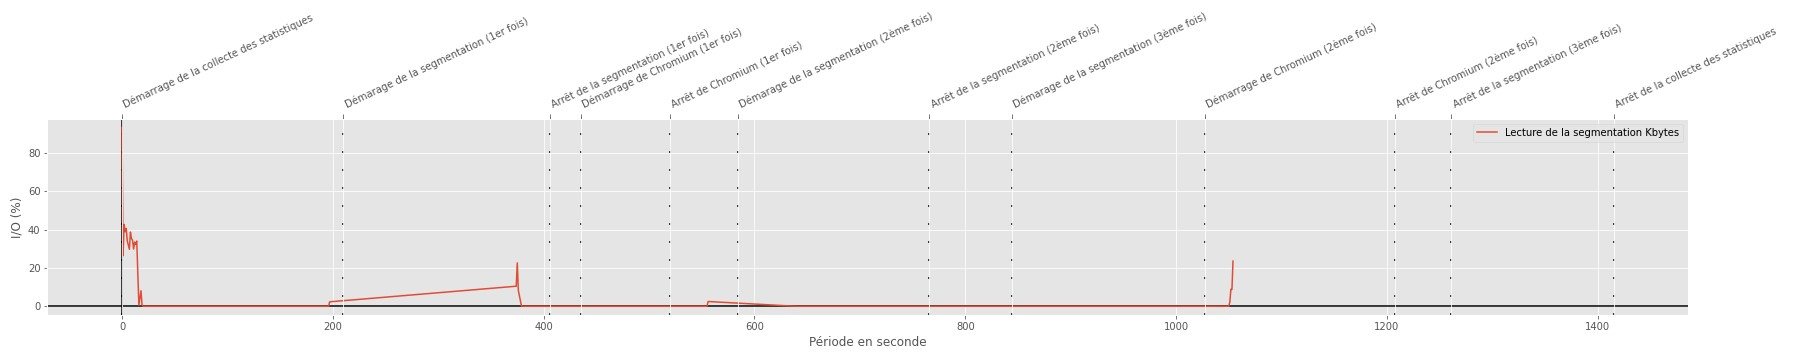 Démarrage de la collecte des statistiques
Démarage de la segmentation (1er fois)
Arrêt de la segmentation (1er fois)
Démarrage de Chromium (1er fois)
Arrêt de Chromium (1er fois)
Démarage de la segmentation (2ème fois)
Arrêt de la segmentation (2ème fois)
Démarage de la segmentation (3ème fois)
Démarrage de Chromium (2ème fois)
Arrêt de Chromium (2ème fois)
Arrêt de la segmentation (3ème fois)
Arrêt de la collecte des statistiques
Lecture de la segmentation Kbytes
I/O (%)
80
60
40
20
0
0 200 400 600 800 1000 1200 1400
Période en seconde